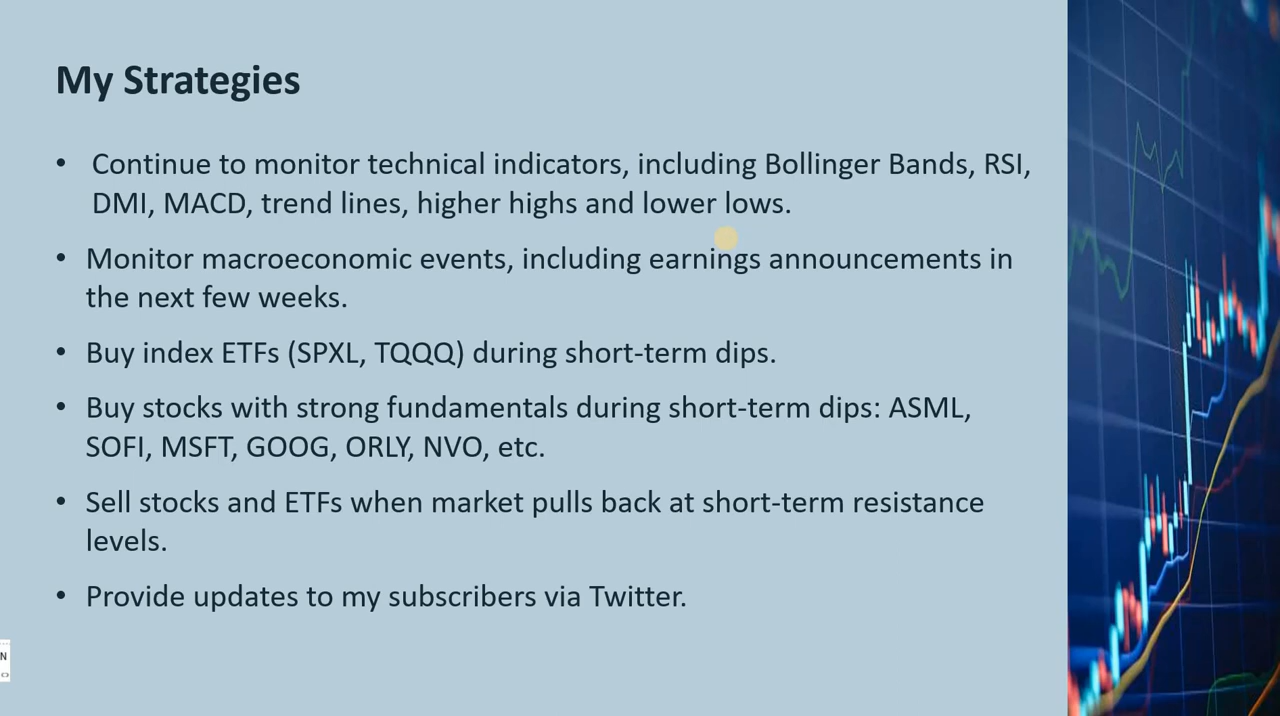 My Strategies
• Continue to monitor technical indicators, including Bollinger Bands, RSI,
DMI, MACD, trend lines, higher highs and lower lows.
• Monitor macroeconomic events, including earnings announcements in
the next few weeks.
• Buy index ETFs (SPXL, TQQQ) during short-term dips.
• Buy stocks with strong fundamentals during short-term dips: ASML,
SOFI, MSFT, GOOG, ORLY, NVO, etc.
• Sell stocks and ETFs when market pulls back at short-term resistance
levels.
• Provide updates to my subscribers via Twitter.
N